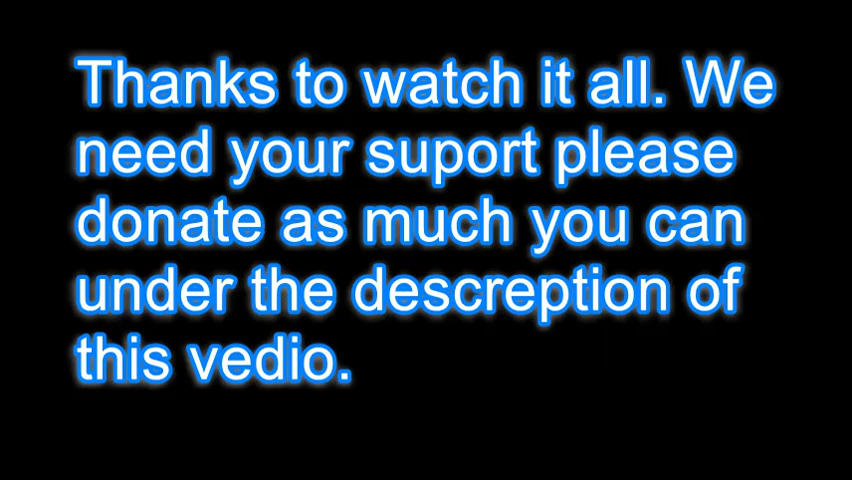 Thanks to watch it all. We
need your suport please
donate as much you can
under the descreption of
this vedio.